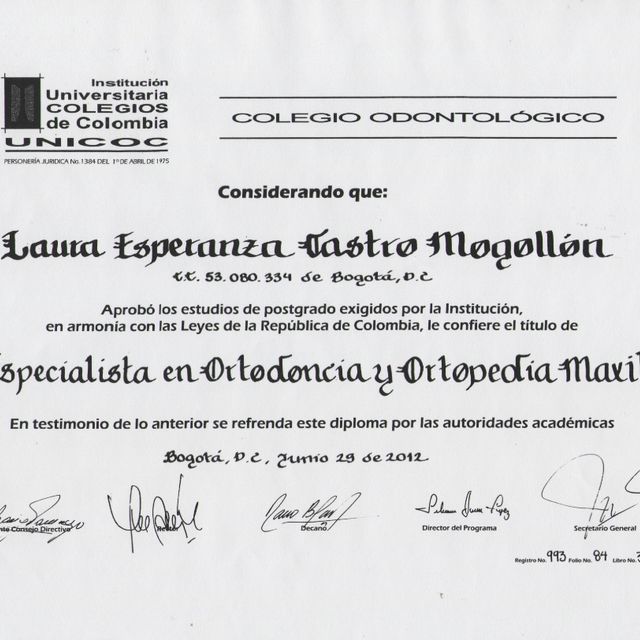 Institución
Universitaria
COLEGIOS
de Colombia
UNICOC
PERSONERÍA JURIDICA No. 1384 DEL 1º DE ABRIL DE 1975
COLEGIO ODONTOLÓGICO
Considerando que:
Laura Esperanza Castro Mogollón
C.C. 53.080.334 de Bogotá, D.C
Aprobó los estudios de postgrado exigidos por la Institución,
en armonía con las Leyes de la República de Colombia, le confiere el título de
specialista en Ortodoncia y Ortopedia Maxil
En testimonio de lo anterior se refrenda este diploma por las autoridades académicas
Bogotá, D.C, Junio 29 de 2012
nte Consejo Directivo
Rector
Decano
Director del Programa
Secretario General
Registro No. 993 Folio No. 84 Libro No. 3